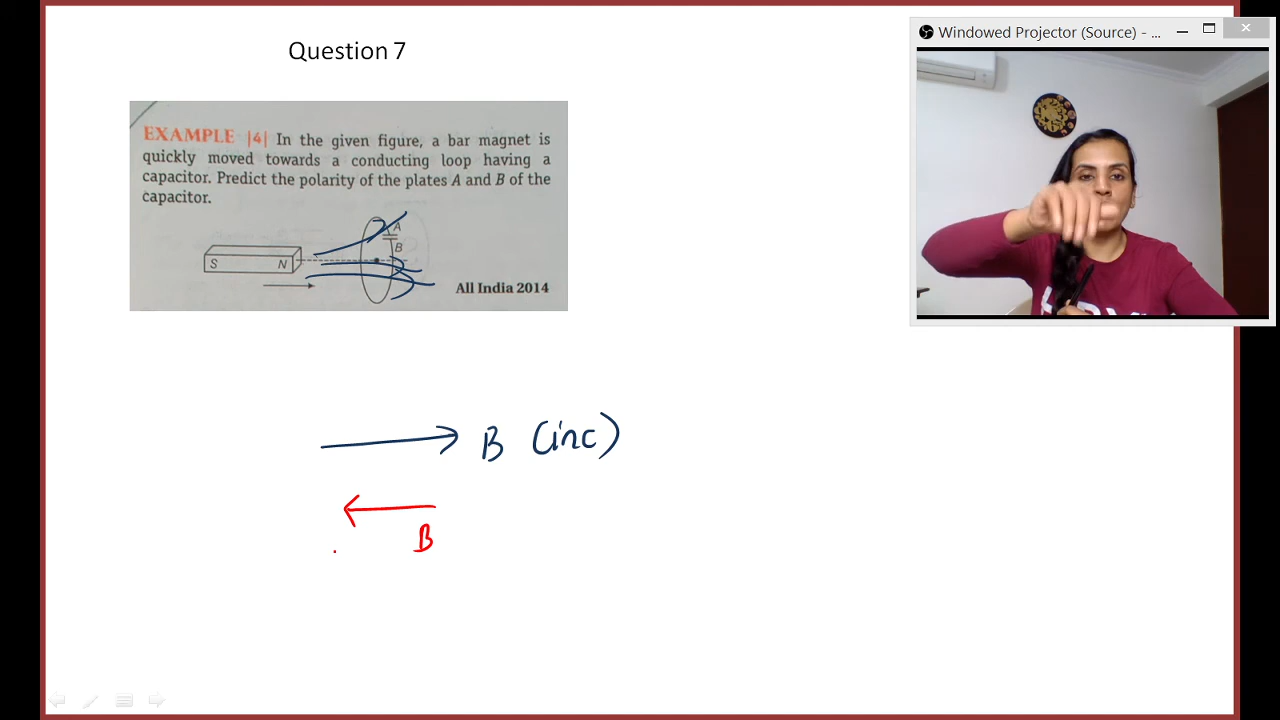 Question 7
Windowed Projector (Source) - ...
EXAMPLE |4| In the given figure, a bar magnet is
quickly moved towards a conducting loop having a
capacitor. Predict the polarity of the plates A and B of the
capacitor.
A
B
S N
All India 2014
B (inc)
B